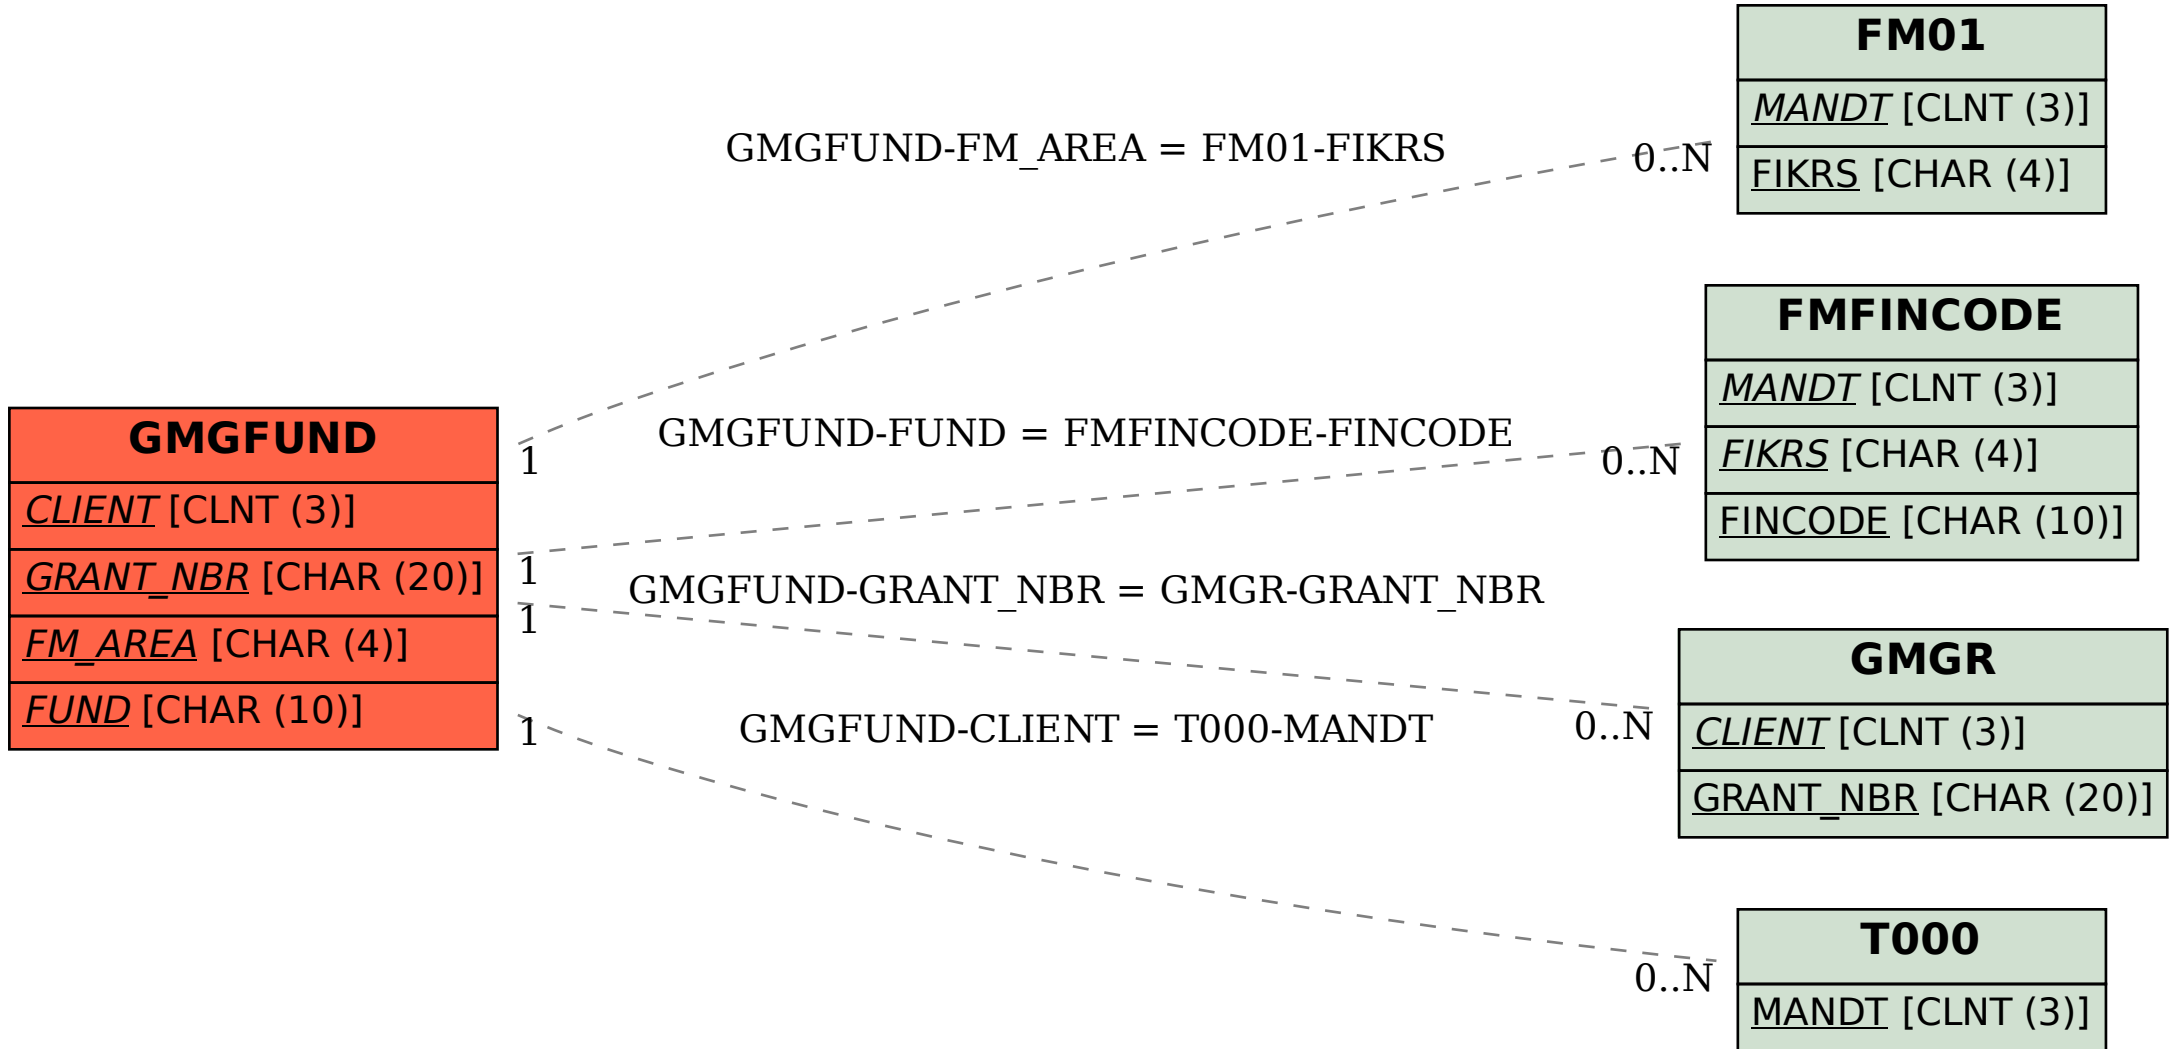 FM01
MANDT [CLNT (3)]
FIKRS [CHAR (4)]
GMGFUND-FM_AREA = FM01-FIKRS
0..N
FMFINCODE
MANDT [CLNT (3)]
FIKRS [CHAR (4)]
FINCODE [CHAR (10)]
GMGFUND
CLIENT [CLNT (3)]
GRANT_NBR [CHAR (20)]
FM_AREA [CHAR (4)]
FUND [CHAR (10)]
1
GMGFUND-FUND = FMFINCODE-FINCODE
0..N
1
GMGFUND-GRANT_NBR = GMGR-GRANT_NBR
1
0..N
GMGR
CLIENT [CLNT (3)]
GRANT_NBR [CHAR (20)]
1
GMGFUND-CLIENT = T000-MANDT
0..N
T000
MANDT [CLNT (3)]